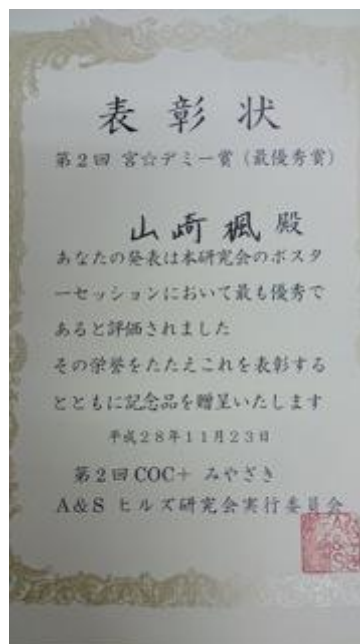 表彰状
第2回 宮☆デミー賞（最優秀賞）
山崎 楓 殿
あなたの発表は本研究会のポスタ
ーセッションにおいて最も優秀で
あると評価されました
その栄誉をたたえこれを表彰する
とともに記念品を贈呈いたします
平成28年11月23日
第2回COC+ みやざき
A&S ヒルズ研究会実行委員会